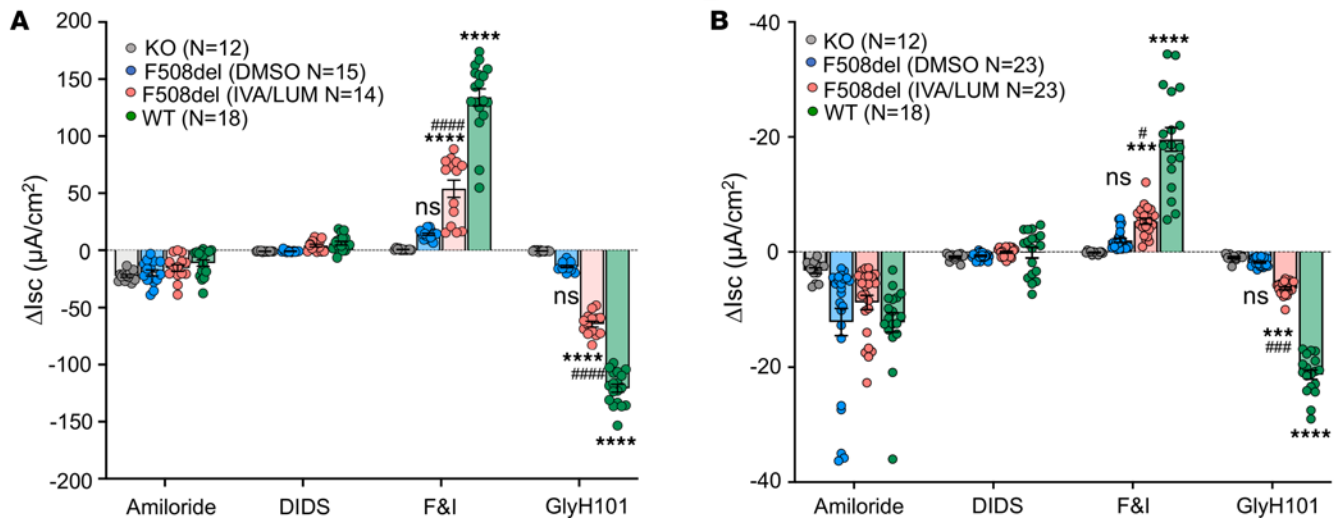 A
200
150
100
50
0
-50
-100
-150
-200
ΔIsc (µA/cm²)
KO (N=12)
F508del (DMSO N=15)
F508del (IVA/LUM N=14)
WT (N=18)
****
####
****
ns
ns
****
####
****
Amiloride
DIDS
F&I
GlyH101
B
-40
-20
0
-20
-40
ΔIsc (µA/cm²)
KO (N=12)
F508del (DMSO N=23)
F508del (IVA/LUM N=23)
WT (N=18)
****
#
***
ns
ns
***
###
****
Amiloride
DIDS
F&I
GlyH101